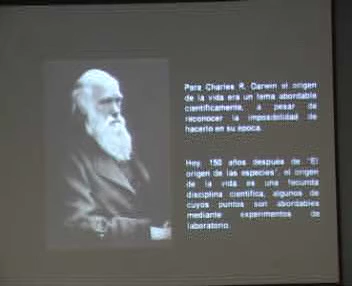 Para Charles R. Darwin el origen
de la vida era un tema abordable
científicamente, a pesar de
reconocer la imposibilidad de
hacerlo en su época.
Hoy, 150 años después de "El
origen de las especies", el origen
de la vida es una fecunda
disciplina científica, algunos de
cuyos puntos son abordables
mediante experimentos de
laboratorio.